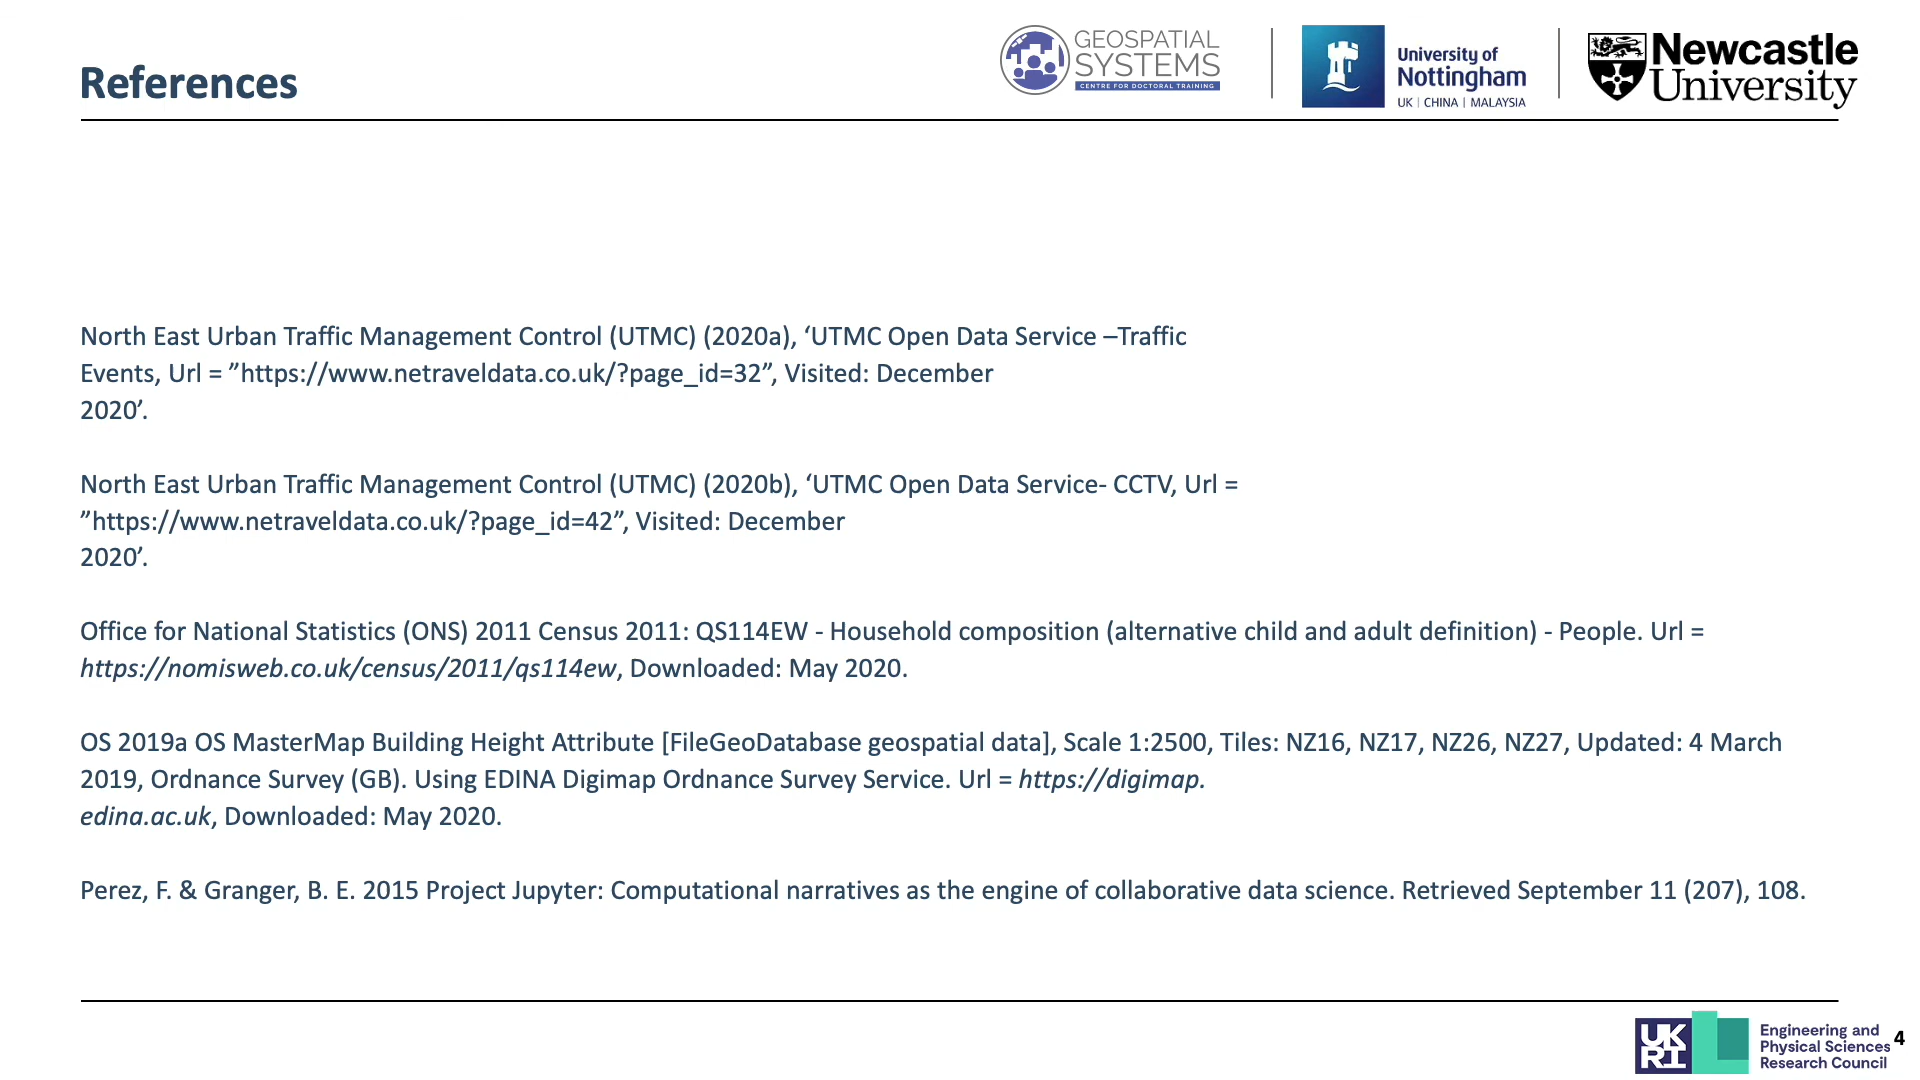 References
GEOSPATIAL
SYSTEMS
CENTRE FOR DOCTORAL TRAINING
University of
Nottingham
UK | CHINA | MALAYSIA
Newcastle
University
North East Urban Traffic Management Control (UTMC) (2020a), ‘UTMC Open Data Service –Traffic
Events, Url = ”https://www.netraveldata.co.uk/?page_id=32”, Visited: December
2020’.
North East Urban Traffic Management Control (UTMC) (2020b), ‘UTMC Open Data Service- CCTV, Url =
”https://www.netraveldata.co.uk/?page_id=42”, Visited: December
2020’.
Office for National Statistics (ONS) 2011 Census 2011: QS114EW - Household composition (alternative child and adult definition) - People. Url =
https://nomisweb.co.uk/census/2011/qs114ew, Downloaded: May 2020.
OS 2019a OS MasterMap Building Height Attribute [FileGeoDatabase geospatial data], Scale 1:2500, Tiles: NZ16, NZ17, NZ26, NZ27, Updated: 4 March
2019, Ordnance Survey (GB). Using EDINA Digimap Ordnance Survey Service. Url = https://digimap.
edina.ac.uk, Downloaded: May 2020.
Perez, F. & Granger, B. E. 2015 Project Jupyter: Computational narratives as the engine of collaborative data science. Retrieved September 11 (207), 108.
UK
RI
Engineering and
Physical Sciences
Research Council
4